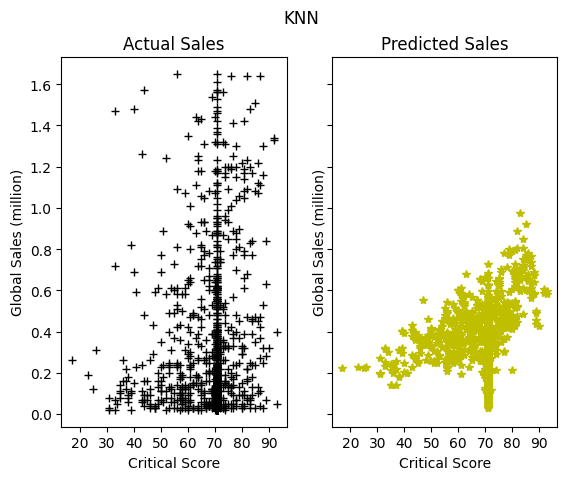 KNN
Actual Sales
Predicted Sales
Global Sales (million)
1.6
1.4
1.2
1.0
0.8
0.6
0.4
0.2
0.0
20 30 40 50 60 70 80 90
Critical Score
Global Sales (million)
20 30 40 50 60 70 80 90
Critical Score